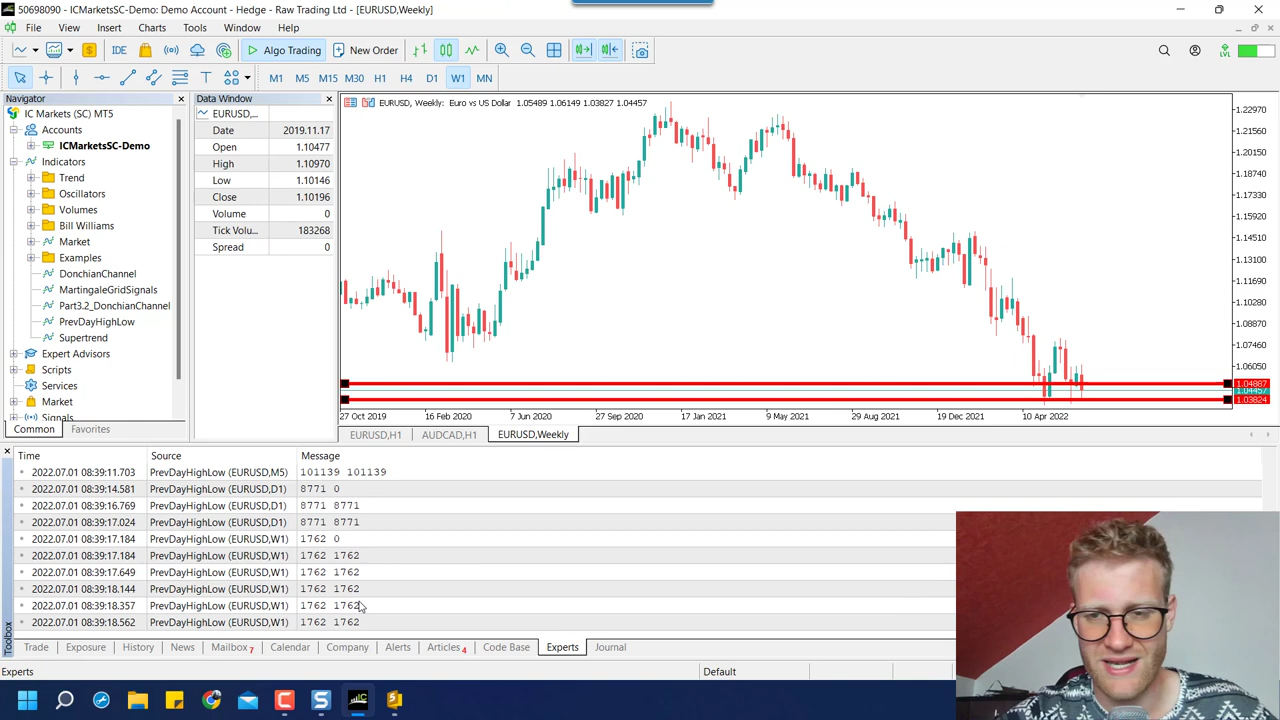 50698090 - ICMarketsSC-Demo: Demo Account - Hedge - Raw Trading Ltd - [EURUSD,Weekly]
File View Insert Charts Tools Window Help
IDE Algo Trading New Order LVL
M1 M5 M15 M30 H1 H4 D1 W1 MN
Navigator
IC Markets (SC) MT5
Accounts
ICMarketsSC-Demo
Indicators
Trend
Oscillators
Volumes
Bill Williams
Market
Examples
DonchianChannel
MartingaleGridSignals
Part3.2_DonchianChannel
PrevDayHighLow
Supertrend
Expert Advisors
Scripts
Services
Market
Signals
Common Favorites
Data Window
EURUSD,...
Date 2019.11.17
Open 1.10477
High 1.10970
Low 1.10146
Close 1.10196
Volume 0
Tick Volu... 183268
Spread 0
EURUSD, Weekly: Euro vs US Dollar 1.05489 1.06149 1.03827 1.04457
1.22970
1.21560
1.20150
1.18740
1.17330
1.15920
1.14510
1.13100
1.11690
1.10280
1.08870
1.07460
1.06050
1.04887
1.04457
1.03824
27 Oct 2019 16 Feb 2020 7 Jun 2020 27 Sep 2020 17 Jan 2021 9 May 2021 29 Aug 2021 19 Dec 2021 10 Apr 2022
EURUSD,H1 AUDCAD,H1 EURUSD,Weekly
Time Source Message
2022.07.01 08:39:11.703 PrevDayHighLow (EURUSD,M5) 101139 101139
2022.07.01 08:39:14.581 PrevDayHighLow (EURUSD,D1) 8771 0
2022.07.01 08:39:16.769 PrevDayHighLow (EURUSD,D1) 8771 8771
2022.07.01 08:39:17.024 PrevDayHighLow (EURUSD,D1) 8771 8771
2022.07.01 08:39:17.184 PrevDayHighLow (EURUSD,W1) 1762 0
2022.07.01 08:39:17.184 PrevDayHighLow (EURUSD,W1) 1762 1762
2022.07.01 08:39:17.649 PrevDayHighLow (EURUSD,W1) 1762 1762
2022.07.01 08:39:18.144 PrevDayHighLow (EURUSD,W1) 1762 1762
2022.07.01 08:39:18.357 PrevDayHighLow (EURUSD,W1) 1762 1762
2022.07.01 08:39:18.562 PrevDayHighLow (EURUSD,W1) 1762 1762
Toolbox
Trade Exposure History News Mailbox 7 Calendar Company Alerts Articles 4 Code Base Experts Journal
Experts Default